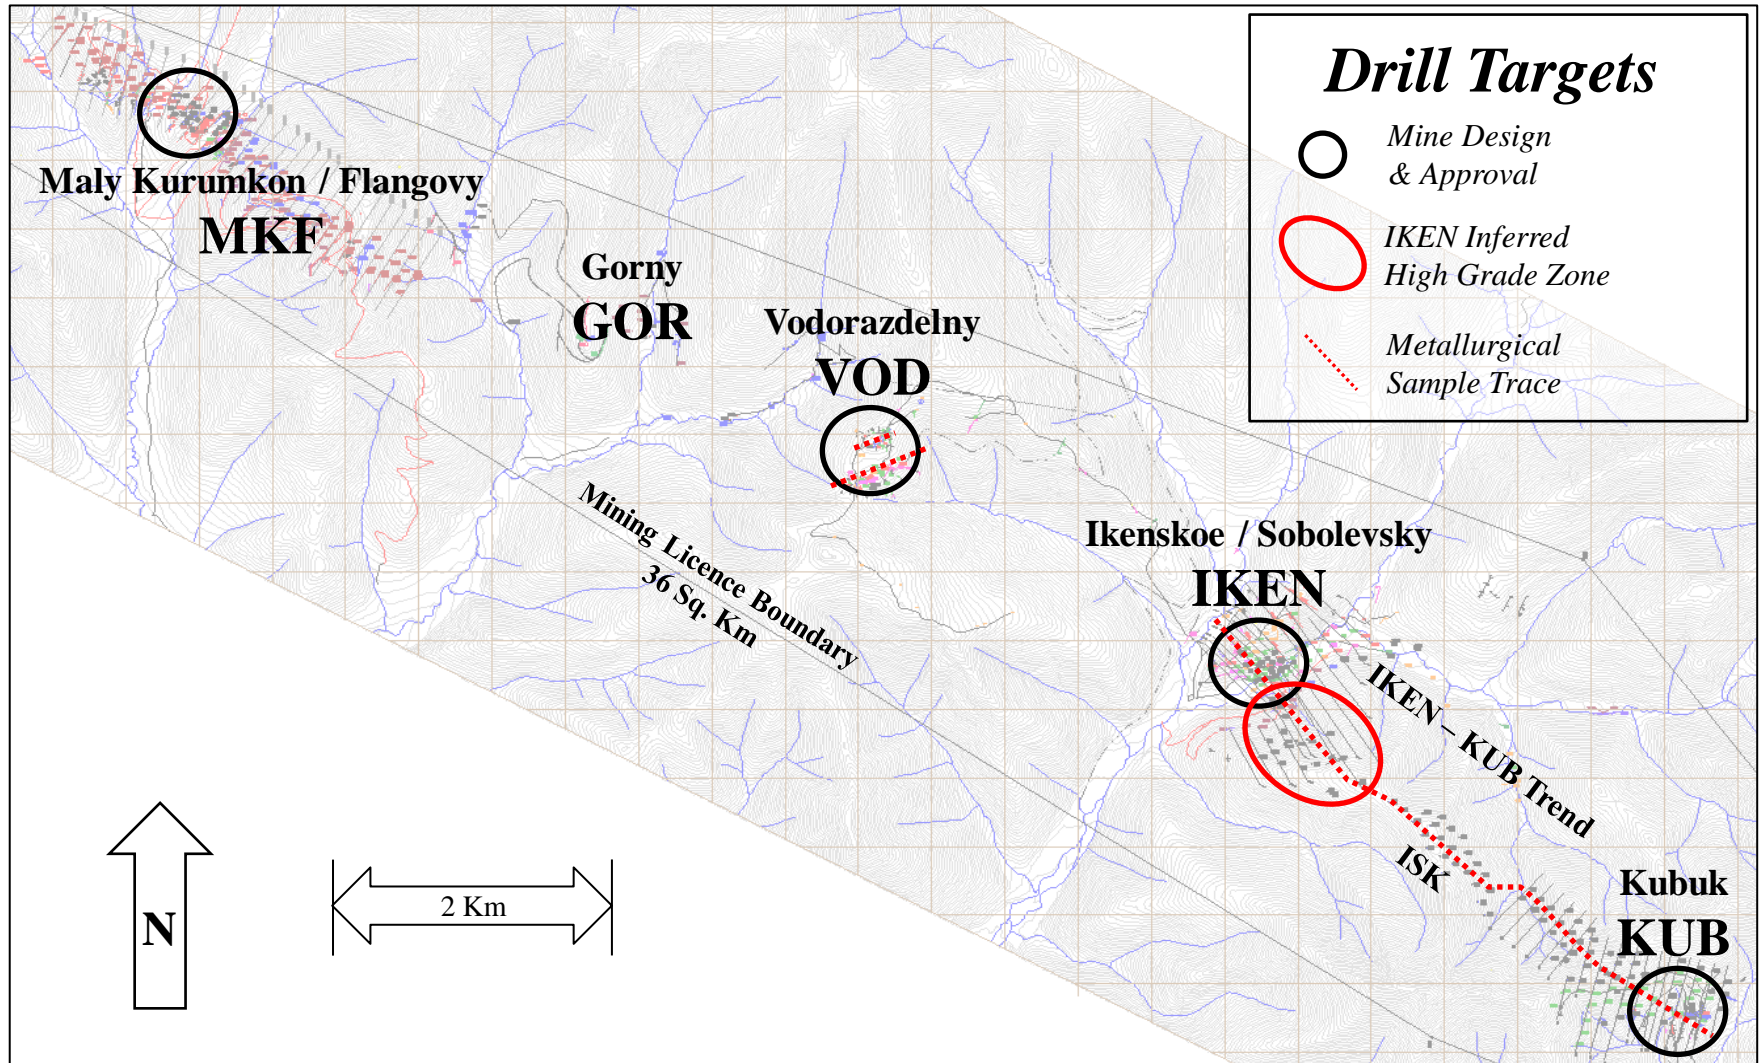 Drill Targets
Mine Design
& Approval
IKEN Inferred
High Grade Zone
Metallurgical
Sample Trace
Maly Kurumkon / Flangovy
MKF
Gorny
GOR
Vodorazdelny
VOD
Mining Licence Boundary
36 Sq. Km
Ikenskoe / Sobolevsky
IKEN
IKEN – KUB Trend
ISK
Kubuk
KUB
N
2 Km